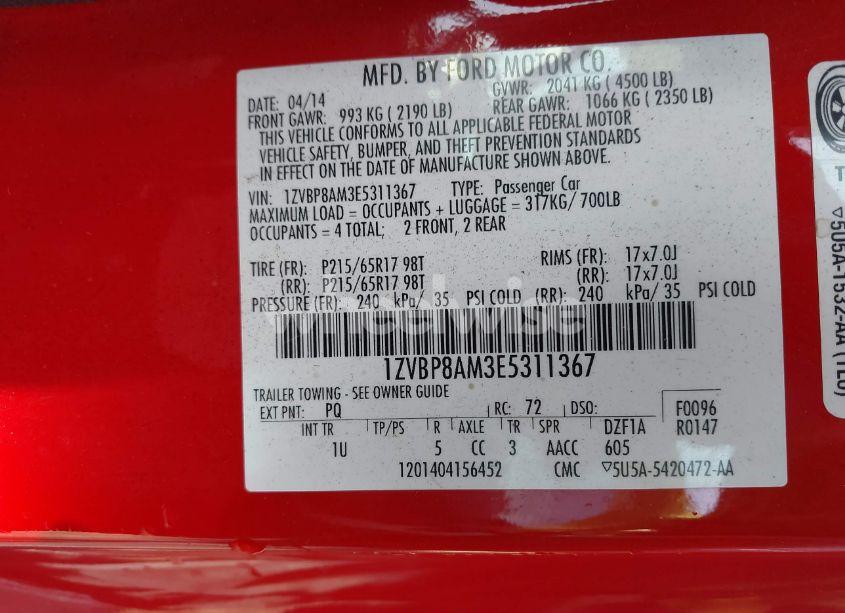 MFD. BY FORD MOTOR CO.
DATE: 04/14 GVWR: 2041 KG ( 4500 LB)
FRONT GAWR: 993 KG ( 2190 LB) REAR GAWR: 1066 KG ( 2350 LB)
THIS VEHICLE CONFORMS TO ALL APPLICABLE FEDERAL MOTOR
VEHICLE SAFETY, BUMPER, AND THEFT PREVENTION STANDARDS
IN EFFECT ON THE DATE OF MANUFACTURE SHOWN ABOVE.
VIN: 1ZVBP8AM3E5311367 TYPE: Passenger Car
MAXIMUM LOAD = OCCUPANTS + LUGGAGE = 317KG/ 700LB
OCCUPANTS = 4 TOTAL; 2 FRONT, 2 REAR
TIRE (FR): P215/65R17 98T RIMS (FR): 17x7.0J
(RR): P215/65R17 98T (RR): 17x7.0J
PRESSURE (FR): 240 kPa/ 35 PSI COLD (RR): 240 kPa/ 35 PSI COLD
wheelwise
1ZVBP8AM3E5311367
TRAILER TOWING - SEE OWNER GUIDE
EXT PNT: PQ RC: 72 DSO: F0096
INT TR TP/PS R AXLE TR SPR DZF1A R0147
1U 5 CC 3 AACC 605
1201404156452 CMC ▽5U5A-5420472-AA
▽5U5A-1532-AA (TEU)